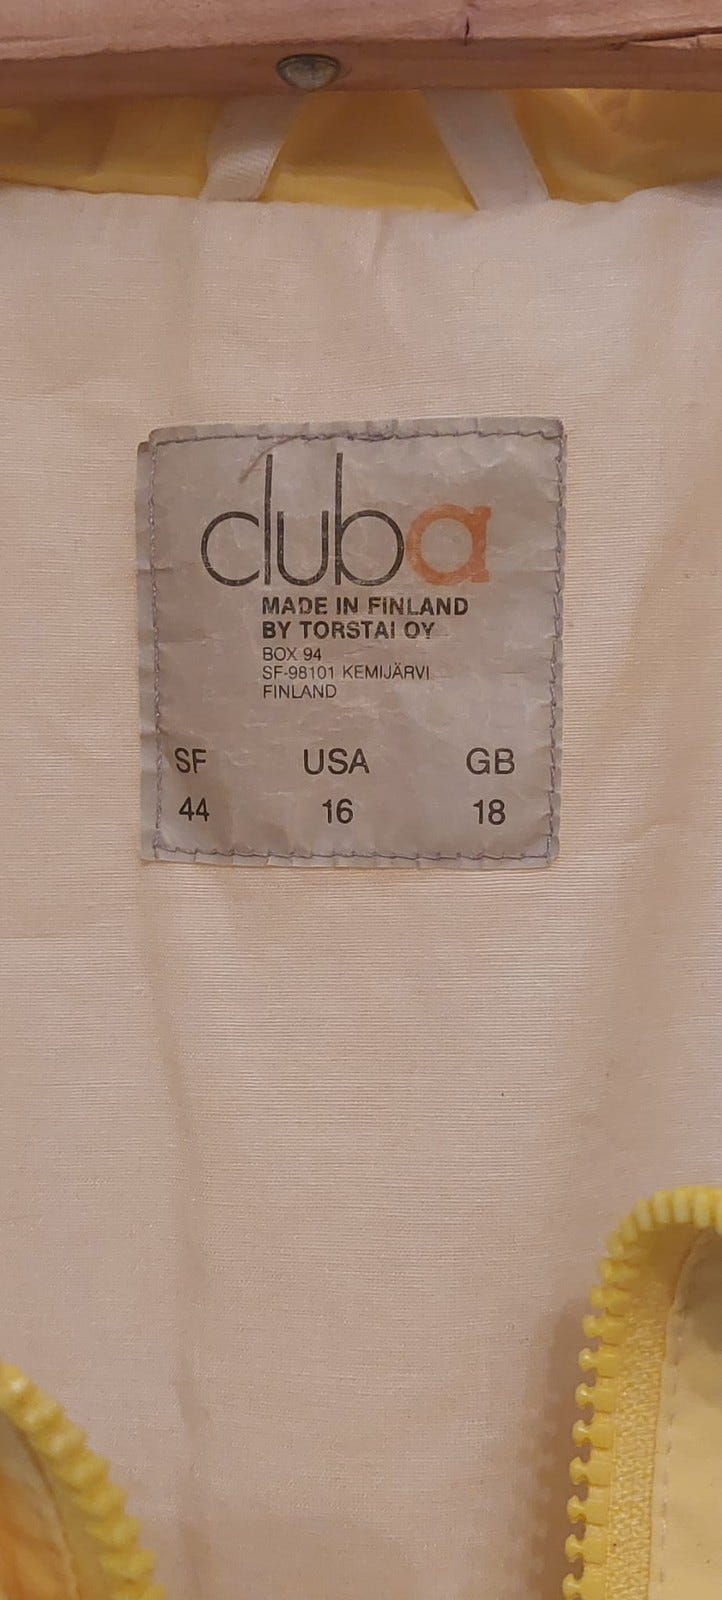 cluba
MADE IN FINLAND
BY TORSTAI OY
BOX 94
SF-98101 KEMIJÄRVI
FINLAND
SF USA GB
44 16 18